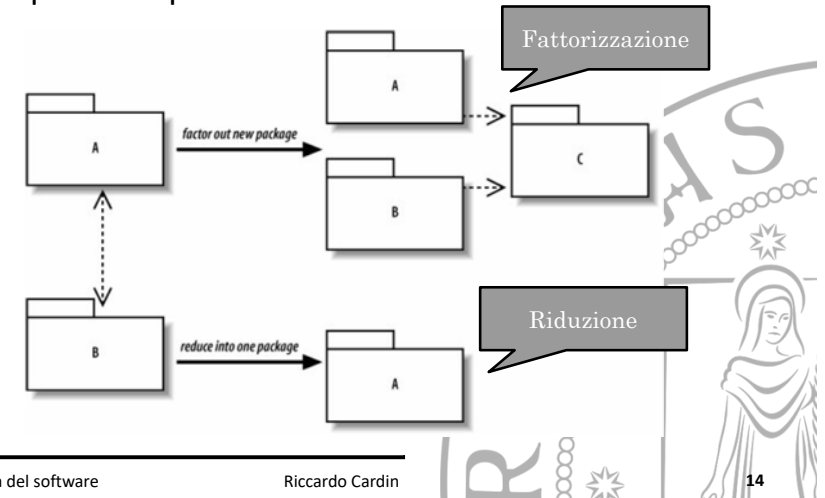 Fattorizzazione
A
A
factor out new package
C
B
B
Riduzione
reduce into one package
A
del software
Riccardo Cardin
14